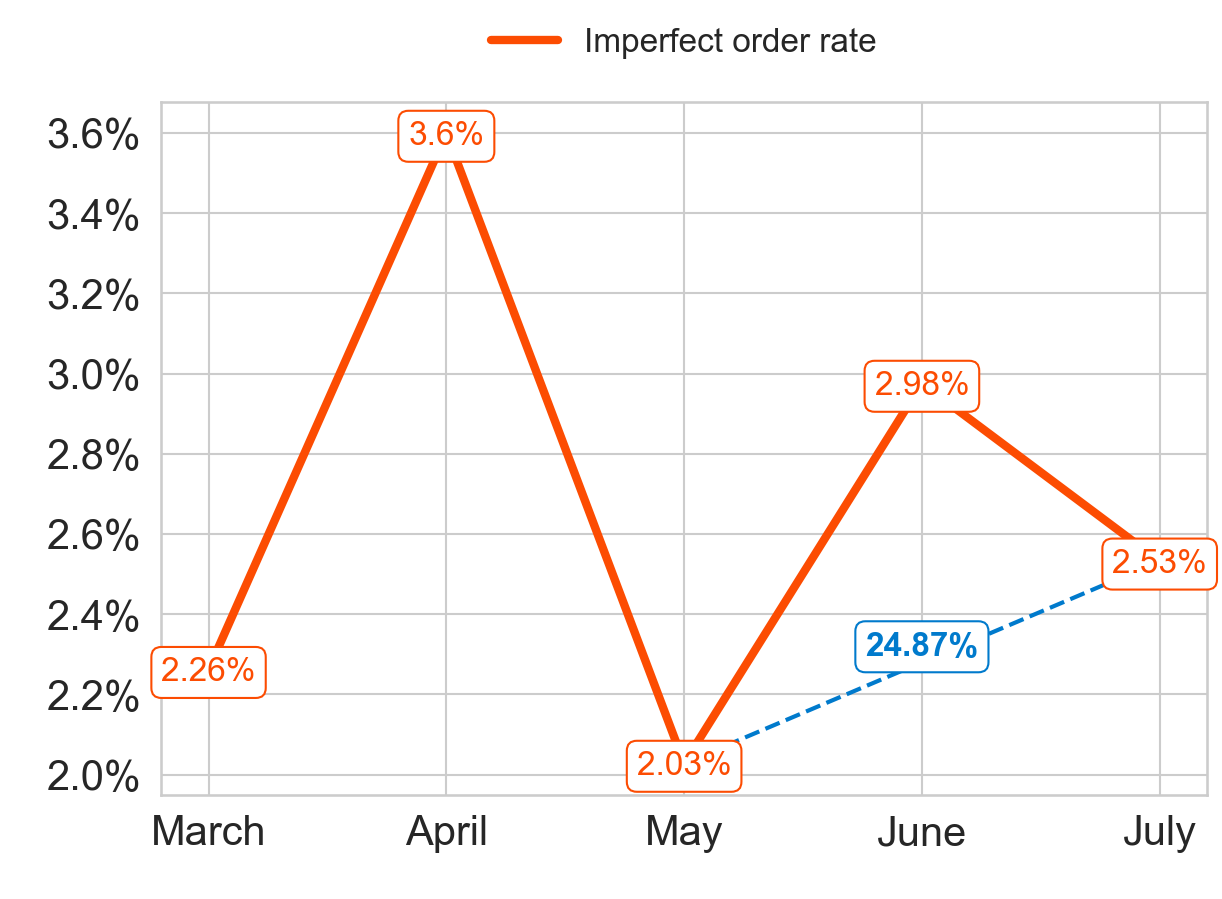 Imperfect order rate
3.6%
3.4%
3.2%
3.0%
2.8%
2.6%
2.4%
2.2%
2.0%
2.26%
3.6%
2.03%
2.98%
2.53%
24.87%
March
April
May
June
July